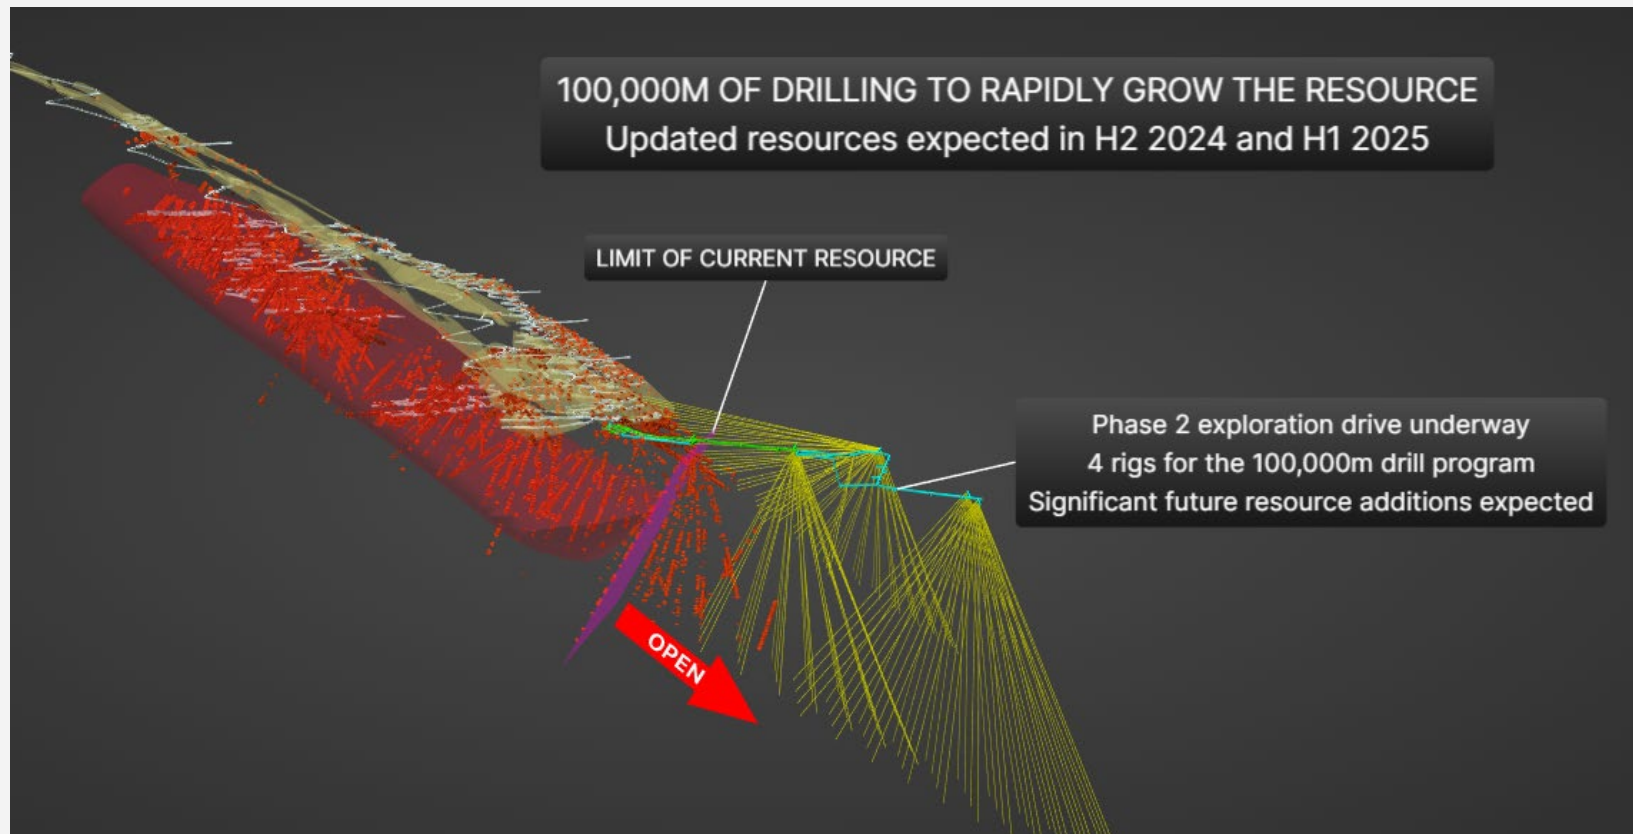 100,000M OF DRILLING TO RAPIDLY GROW THE RESOURCE
Updated resources expected in H2 2024 and H1 2025
LIMIT OF CURRENT RESOURCE
Phase 2 exploration drive underway
4 rigs for the 100,000m drill program
Significant future resource additions expected
OPEN